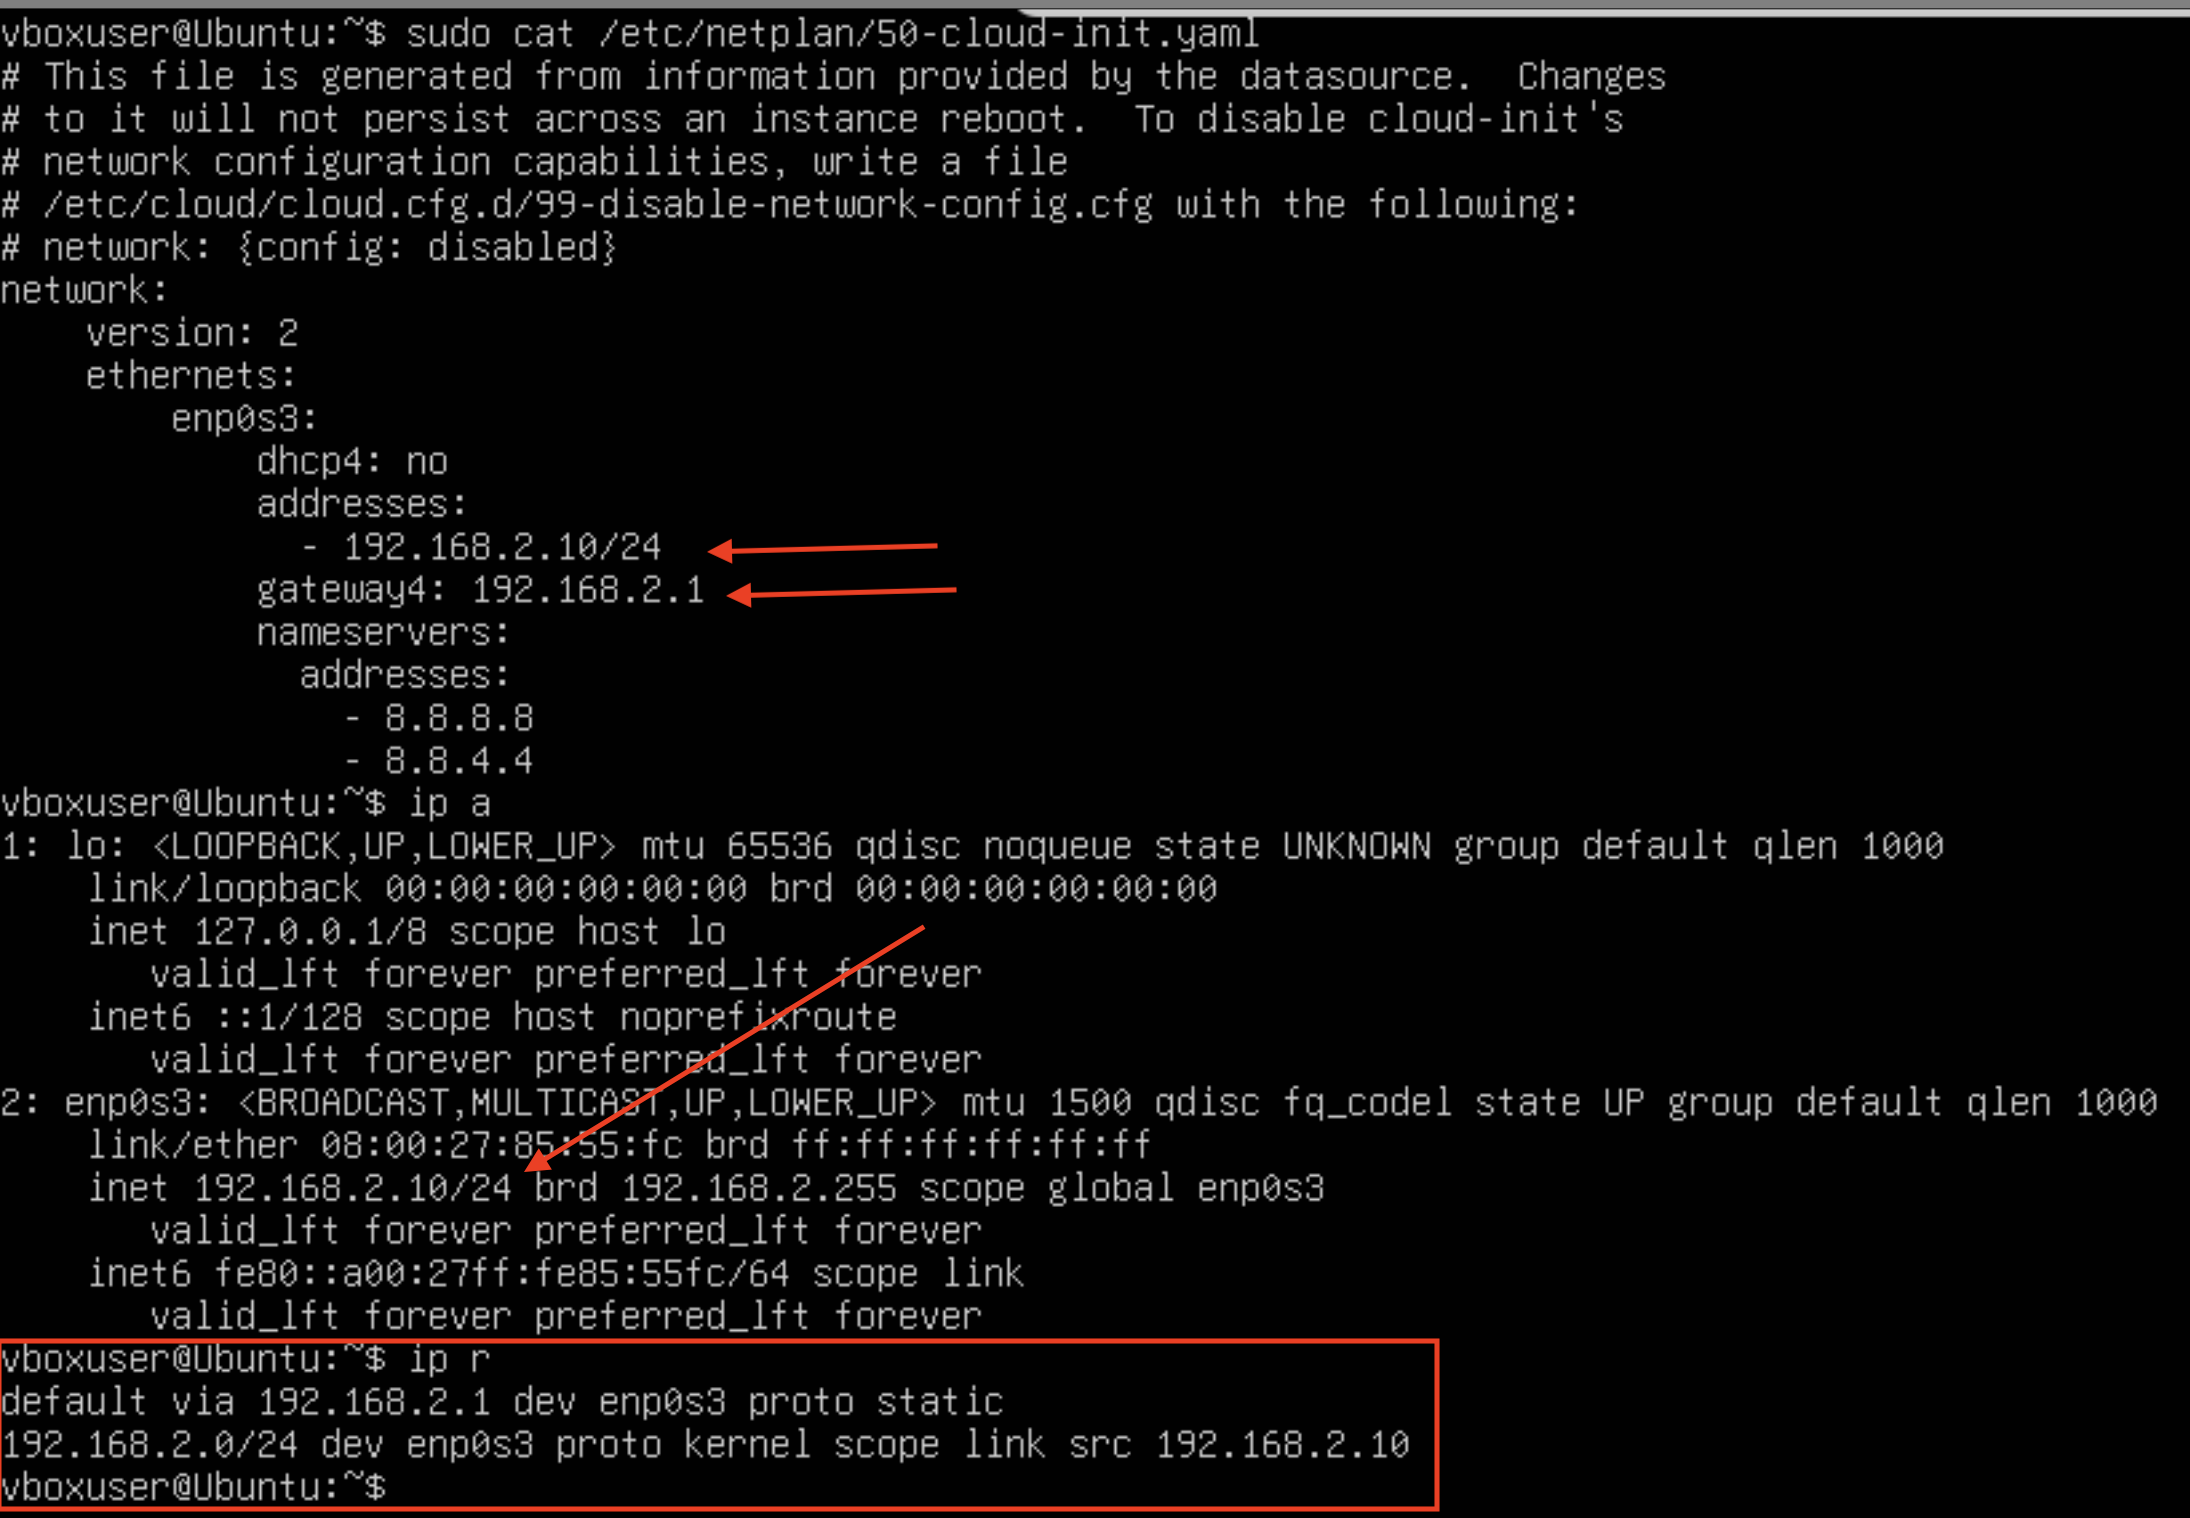 vboxuser@Ubuntu:~$ sudo cat /etc/netplan/50-cloud-init.yaml
# This file is generated from information provided by the datasource.  Changes
# to it will not persist across an instance reboot.  To disable cloud-init's
# network configuration capabilities, write a file
# /etc/cloud/cloud.cfg.d/99-disable-network-config.cfg with the following:
# network: {config: disabled}
network:
    version: 2
    ethernets:
        enp0s3:
            dhcp4: no
            addresses:
              - 192.168.2.10/24
            gateway4: 192.168.2.1
            nameservers:
              addresses:
                - 8.8.8.8
                - 8.8.4.4
vboxuser@Ubuntu:~$ ip a
1: lo: <LOOPBACK,UP,LOWER_UP> mtu 65536 qdisc noqueue state UNKNOWN group default qlen 1000
    link/loopback 00:00:00:00:00:00 brd 00:00:00:00:00:00
    inet 127.0.0.1/8 scope host lo
       valid_lft forever preferred_lft forever
    inet6 ::1/128 scope host noprefixroute
       valid_lft forever preferred_lft forever
2: enp0s3: <BROADCAST,MULTICAST,UP,LOWER_UP> mtu 1500 qdisc fq_codel state UP group default qlen 1000
    link/ether 08:00:27:85:55:fc brd ff:ff:ff:ff:ff:ff
    inet 192.168.2.10/24 brd 192.168.2.255 scope global enp0s3
       valid_lft forever preferred_lft forever
    inet6 fe80::a00:27ff:fe85:55fc/64 scope link
       valid_lft forever preferred_lft forever
vboxuser@Ubuntu:~$ ip r
default via 192.168.2.1 dev enp0s3 proto static
192.168.2.0/24 dev enp0s3 proto kernel scope link src 192.168.2.10
vboxuser@Ubuntu:~$